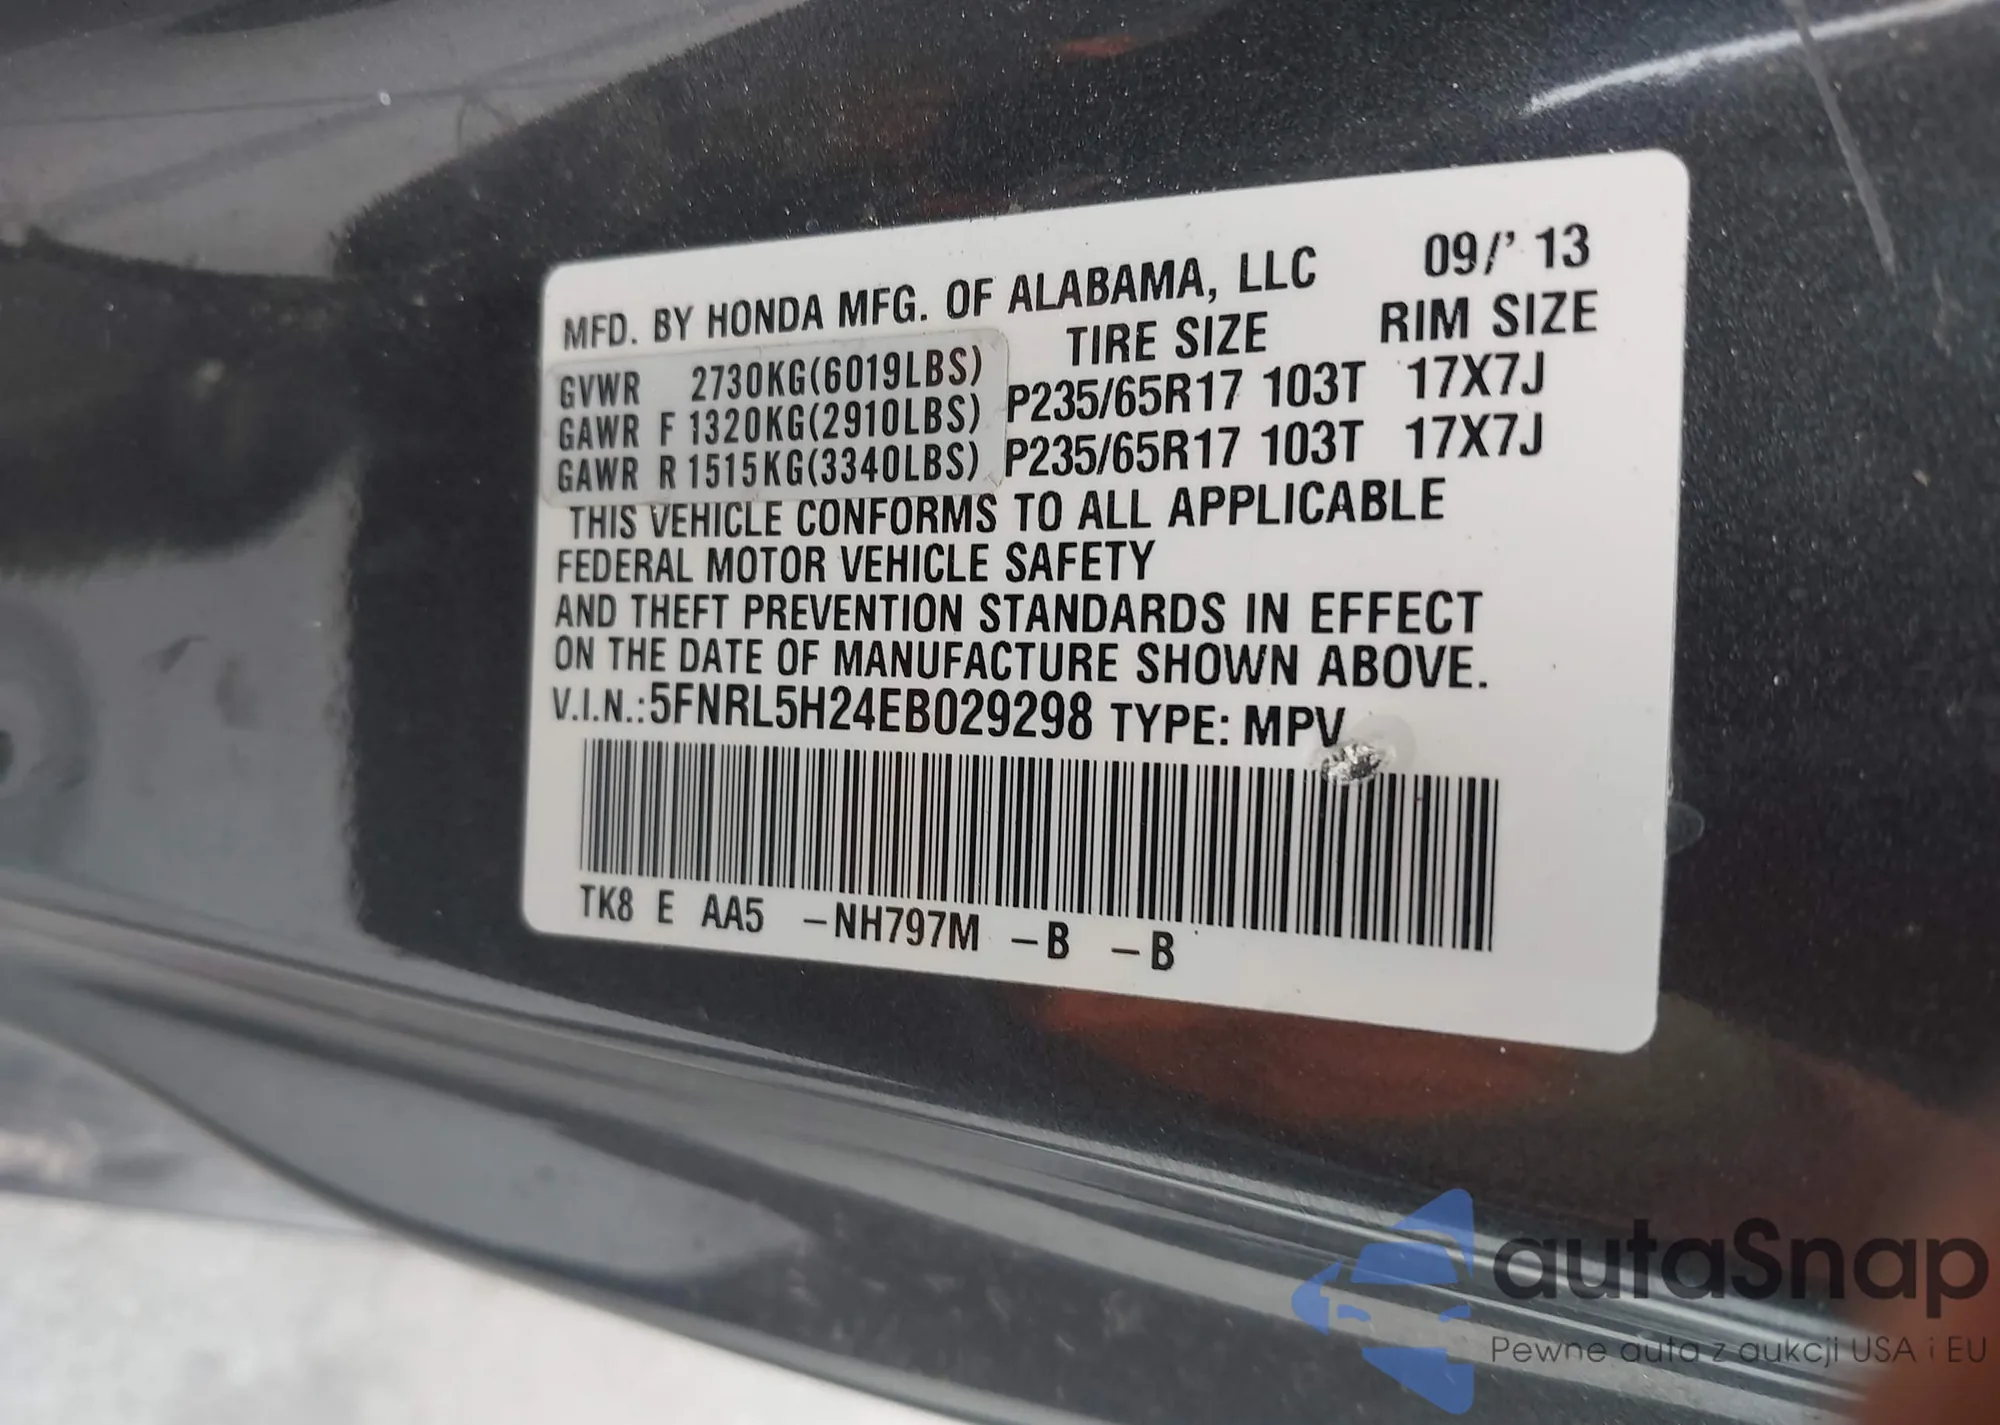 MFD. BY HONDA MFG. OF ALABAMA, LLC 09/' 13
TIRE SIZE RIM SIZE
GVWR 2730KG(6019LBS)
GAWR F 1320KG(2910LBS) P235/65R17 103T 17X7J
GAWR R 1515KG(3340LBS) P235/65R17 103T 17X7J
THIS VEHICLE CONFORMS TO ALL APPLICABLE
FEDERAL MOTOR VEHICLE SAFETY
AND THEFT PREVENTION STANDARDS IN EFFECT
ON THE DATE OF MANUFACTURE SHOWN ABOVE.
V.I.N.:5FNRL5H24EB029298 TYPE: MPV
TK8 E AA5 –NH797M –B –B
autaSnap
Pewne auta z aukcji USA i EU